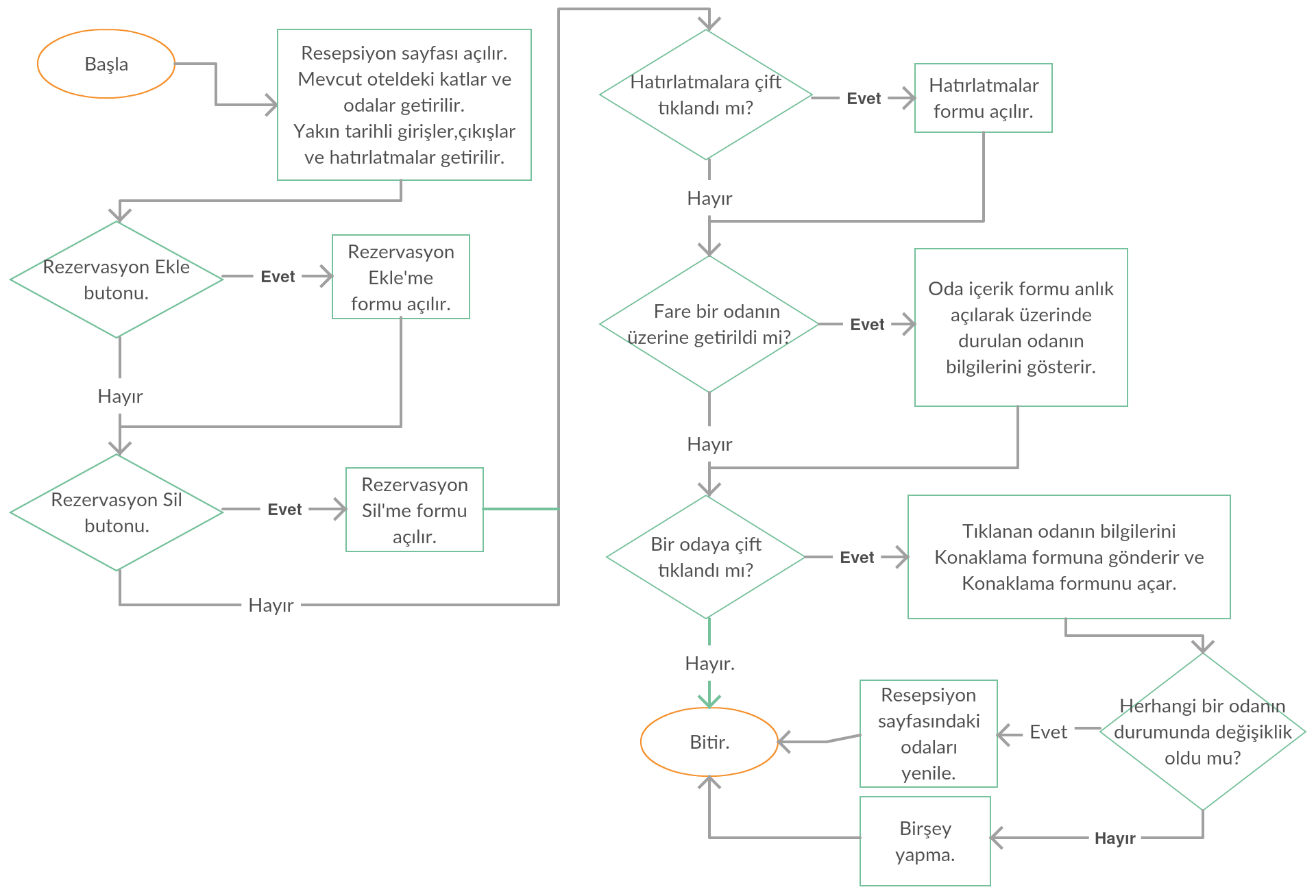 Başla
Resepsiyon sayfası açılır.
Mevcut oteldeki katlar ve
odalar getirilir.
Yakın tarihli girişler,çıkışlar
ve hatırlatmalar getirilir.
Rezervasyon Ekle
butonu.
Evet
Rezervasyon
Ekle'me
formu açılır.
Hayır
Rezervasyon Sil
butonu.
Evet
Rezervasyon
Sil'me formu
açılır.
Hayır
Hatırlatmalara çift
tıklandı mı?
Evet
Hatırlatmalar
formu açılır.
Hayır
Fare bir odanın
üzerine getirildi mi?
Evet
Oda içerik formu anlık
açılarak üzerinde
durulan odanın
bilgilerini gösterir.
Hayır
Bir odaya çift
tıklandı mı?
Evet
Tıklanan odanın bilgilerini
Konaklama formuna gönderir ve
Konaklama formunu açar.
Hayır.
Bitir.
Resepsiyon
sayfasındaki
odaları
yenile.
Evet
Herhangi bir odanın
durumunda değişiklik
oldu mu?
Birşey
yapma.
Hayır